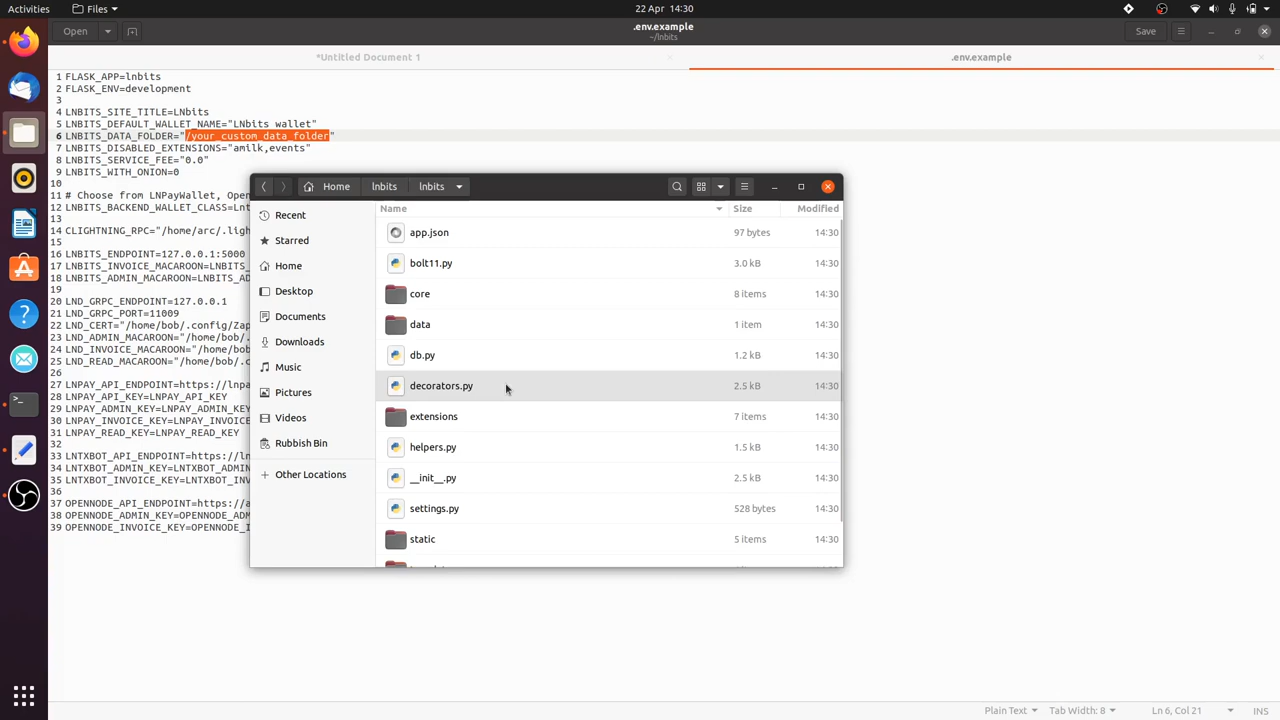 Activities
Files
22 Apr 14:30
Open
.env.example
~/lnbits
Save
*Untitled Document 1
.env.example
1 FLASK_APP=lnbits
2 FLASK_ENV=development
3
4 LNBITS_SITE_TITLE=LNbits
5 LNBITS_DEFAULT_WALLET_NAME="LNbits wallet"
6 LNBITS_DATA_FOLDER="/your_custom_data_folder"
7 LNBITS_DISABLED_EXTENSIONS="amilk,events"
8 LNBITS_SERVICE_FEE="0.0"
9 LNBITS_WITH_ONION=0
10
11 # Choose from LNPayWallet, Open
12 LNBITS_BACKEND_WALLET_CLASS=Lnt
13
14 CLIGHTNING_RPC="/home/arc/.ligh
15
16 LNBITS_ENDPOINT=127.0.0.1:5000
17 LNBITS_INVOICE_MACAROON=LNBITS_
18 LNBITS_ADMIN_MACAROON=LNBITS_A
19
20 LND_GRPC_ENDPOINT=127.0.0.1
21 LND_GRPC_PORT=11009
22 LND_CERT="/home/bob/.config/Zap
23 LND_ADMIN_MACAROON="/home/bob/.
24 LND_INVOICE_MACAROON="/home/bob
25 LND_READ_MACAROON="/home/bob/.c
26
27 LNPAY_API_ENDPOINT=https://lnpa
28 LNPAY_API_KEY=LNPAY_API_KEY
29 LNPAY_ADMIN_KEY=LNPAY_ADMIN_KEY
30 LNPAY_INVOICE_KEY=LNPAY_INVOICE
31 LNPAY_READ_KEY=LNPAY_READ_KEY
32
33 LNTXBOT_API_ENDPOINT=https://ln
34 LNTXBOT_ADMIN_KEY=LNTXBOT_ADMIN
35 LNTXBOT_INVOICE_KEY=LNTXBOT_INV
36
37 OPENNODE_API_ENDPOINT=https://a
38 OPENNODE_ADMIN_KEY=OPENNODE_ADM
39 OPENNODE_INVOICE_KEY=OPENNODE_I
Home
lnbits
lnbits
Recent
Starred
Home
Desktop
Documents
Downloads
Music
Pictures
Videos
Rubbish Bin
Other Locations
Name Size Modified
app.json 97 bytes 14:30
bolt11.py 3.0 kB 14:30
core 8 items 14:30
data 1 item 14:30
db.py 1.2 kB 14:30
decorators.py 2.5 kB 14:30
extensions 7 items 14:30
helpers.py 1.5 kB 14:30
__init__.py 2.5 kB 14:30
settings.py 528 bytes 14:30
static 5 items 14:30
Plain Text
Tab Width: 8
Ln 6, Col 21
INS